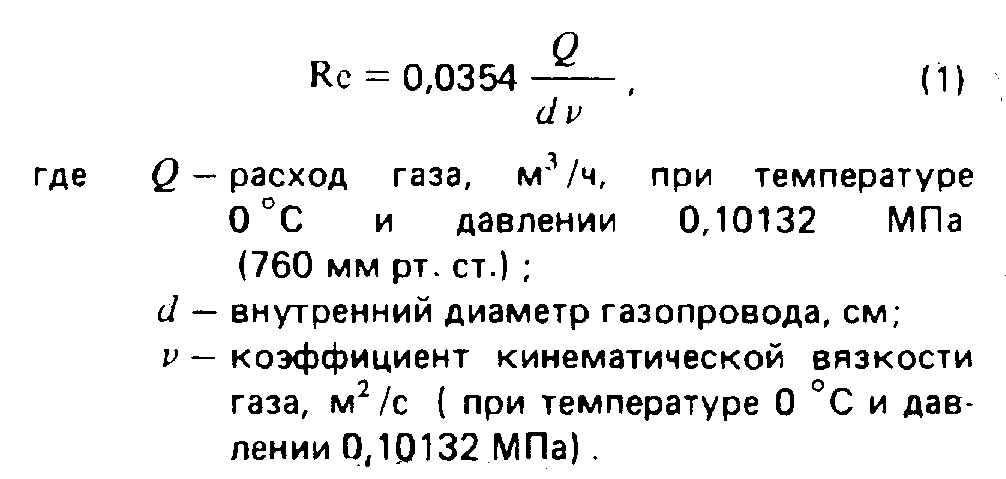 Re = 0,0354 Q / d ν , (1)
где Q – расход газа, м³/ч, при температуре
0 °С и давлении 0,10132 МПа
(760 мм рт. ст.) ;
d – внутренний диаметр газопровода, см;
ν – коэффициент кинематической вязкости
газа, м²/с ( при температуре 0 °С и дав-
лении 0,10132 МПа) .